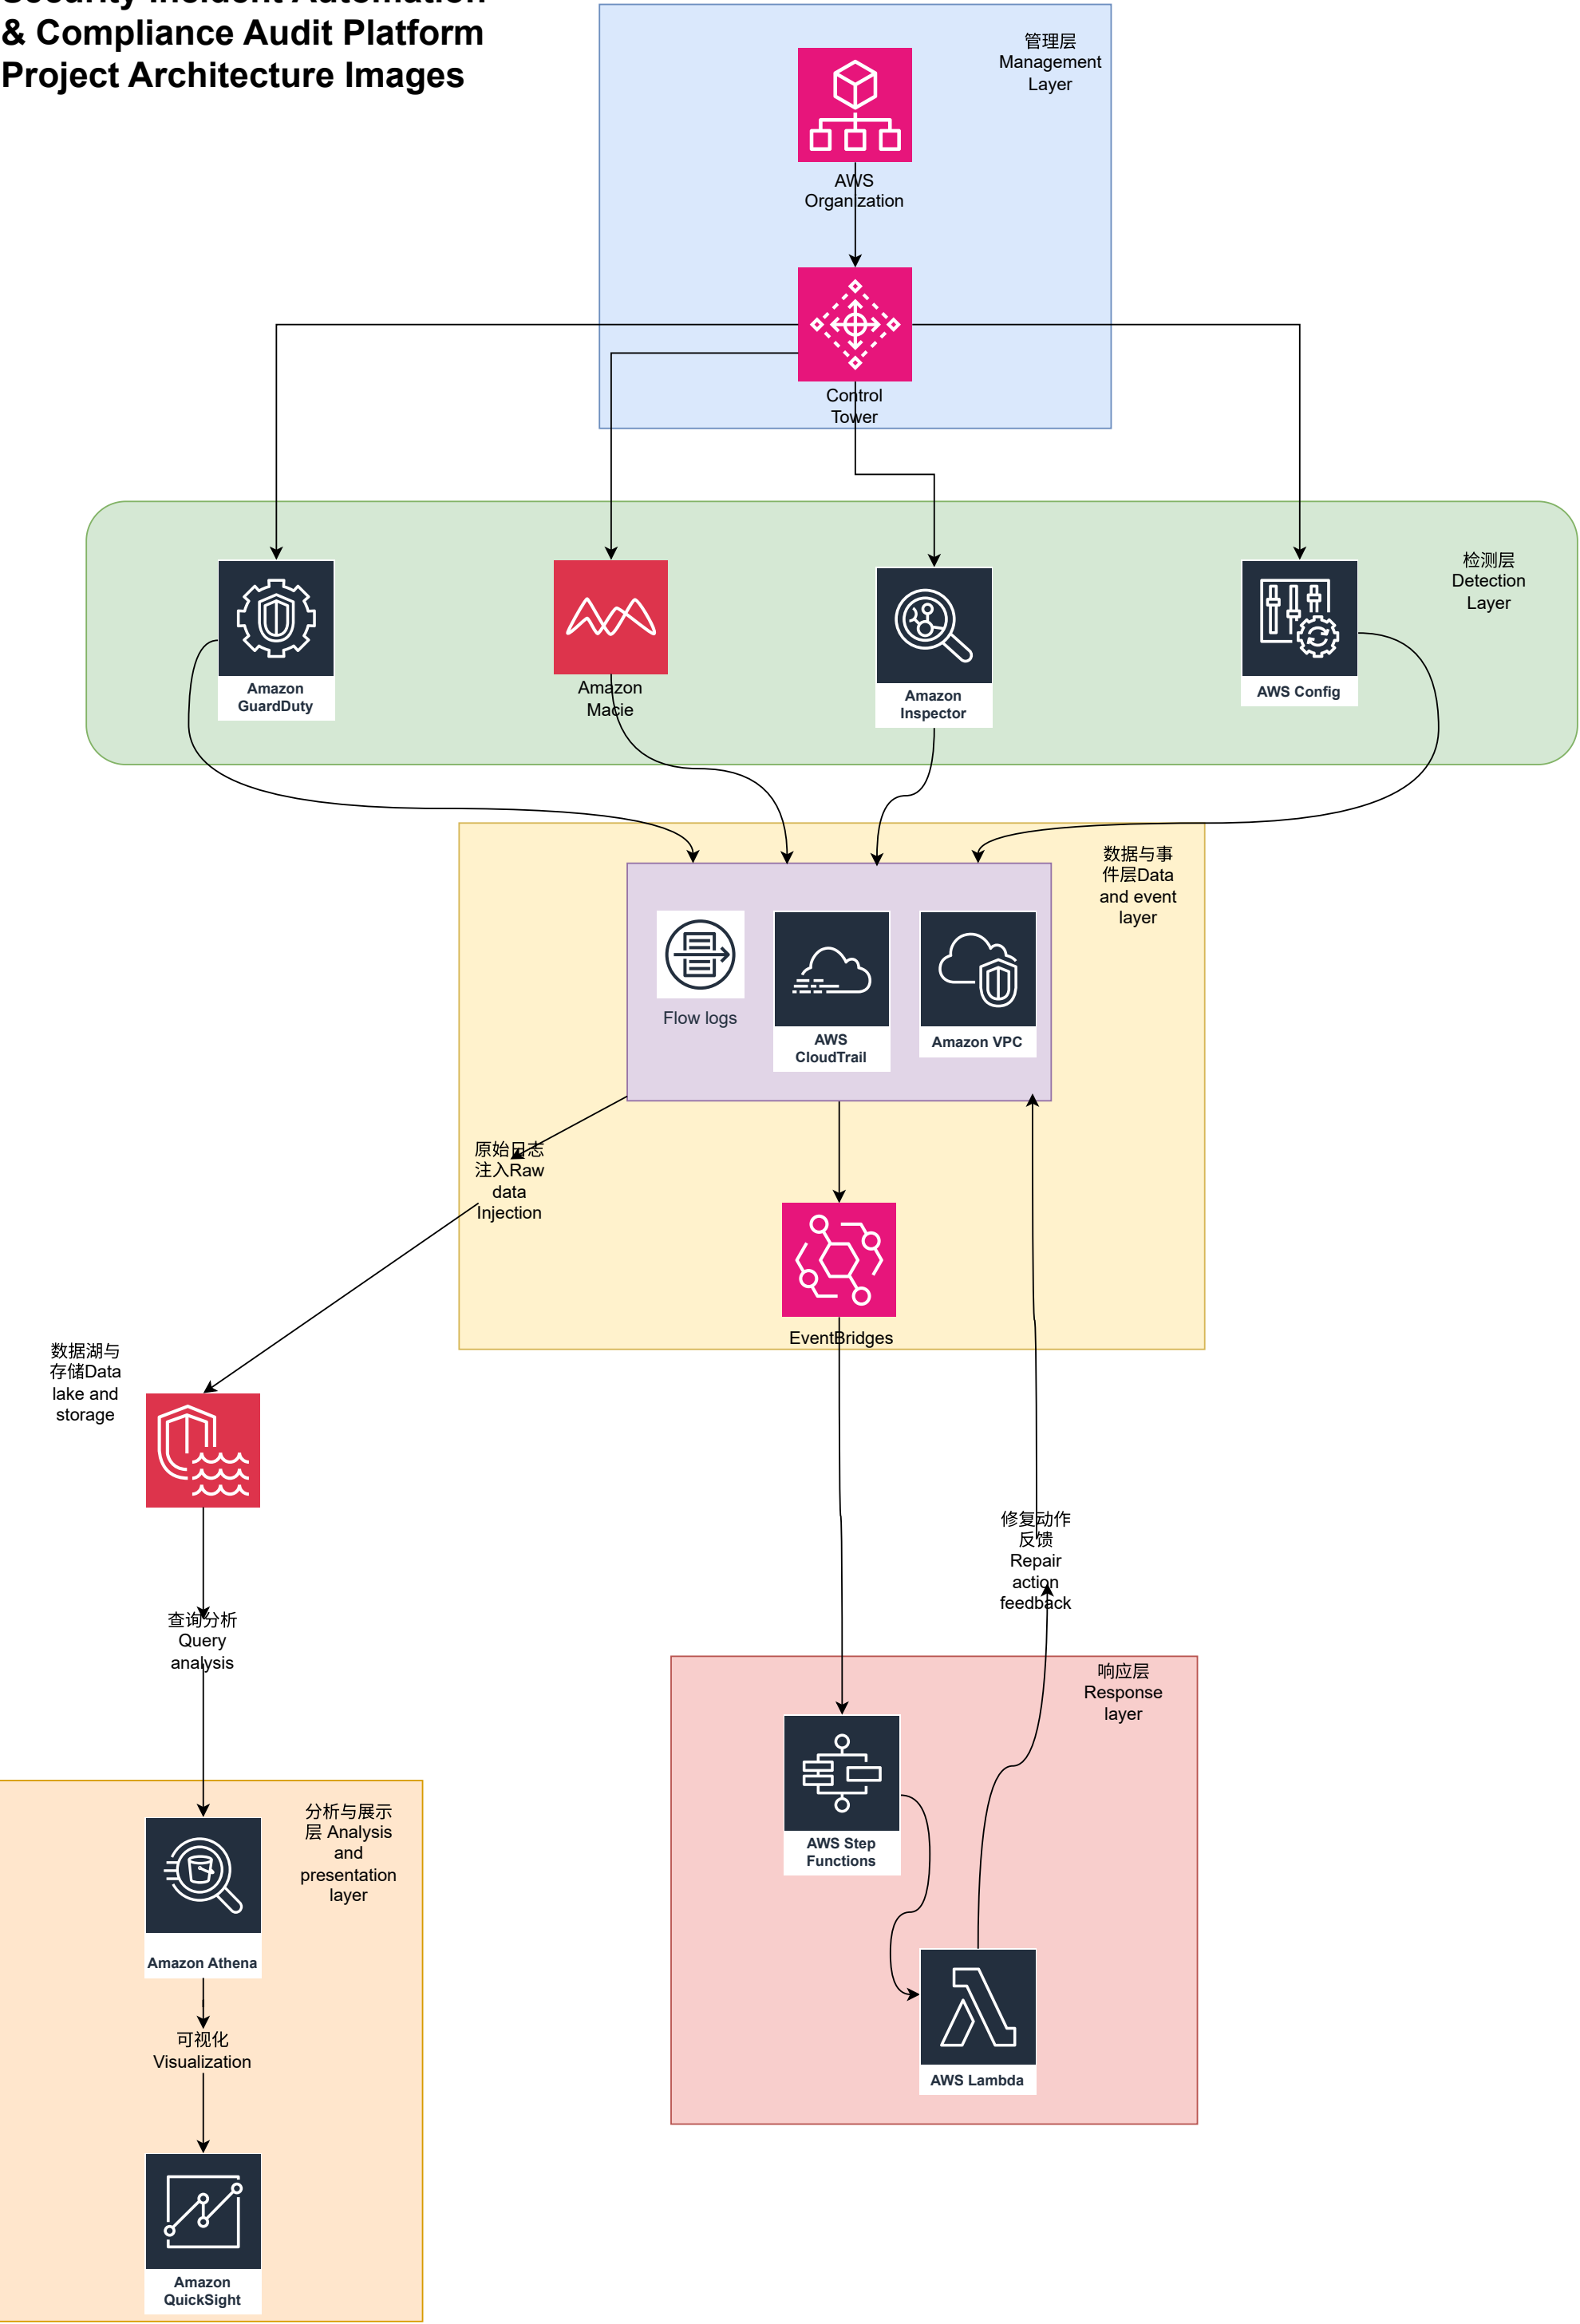 Security Incident Automation
& Compliance Audit Platform
Project Architecture Images
管理层
Management
Layer
AWS
Organization
Control
Tower
检测层
Detection
Layer
Amazon
GuardDuty
Amazon
Macie
Amazon
Inspector
AWS Config
数据与事
件层Data
and event
layer
Flow logs
AWS
CloudTrail
Amazon VPC
原始日志
注入Raw
data
Injection
EventBridges
数据湖与
存储Data
lake and
storage
修复动作
反馈
Repair
action
feedback
查询分析
Query
analysis
响应层
Response
layer
AWS Step
Functions
分析与展示
层 Analysis
and
presentation
layer
Amazon Athena
AWS Lambda
可视化
Visualization
Amazon
QuickSight